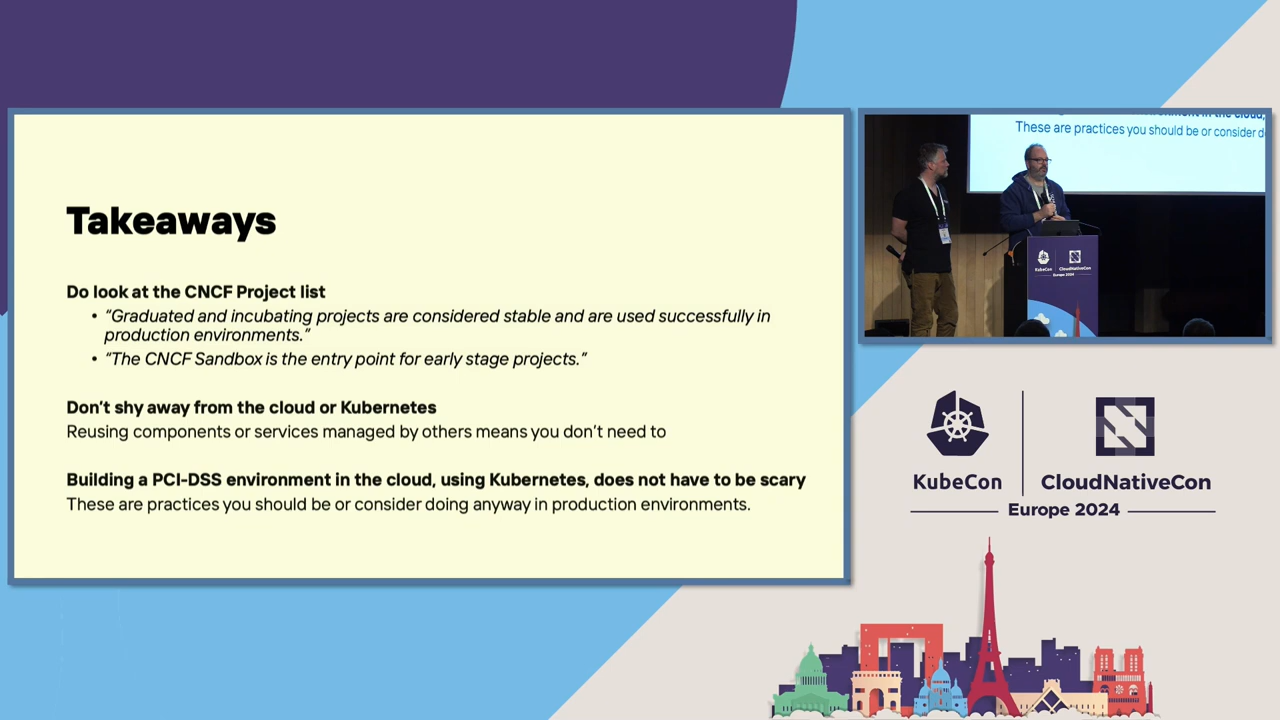 Takeaways
Do look at the CNCF Project list
• “Graduated and incubating projects are considered stable and are used successfully in
production environments.”
• “The CNCF Sandbox is the entry point for early stage projects.”
Don’t shy away from the cloud or Kubernetes
Reusing components or services managed by others means you don’t need to
Building a PCI-DSS environment in the cloud, using Kubernetes, does not have to be scary
These are practices you should be or consider doing anyway in production environments.
These are practices you should be or consider d
KubeCon
CloudNativeCon
Europe 2024
KubeCon
CloudNativeCon
Europe 2024